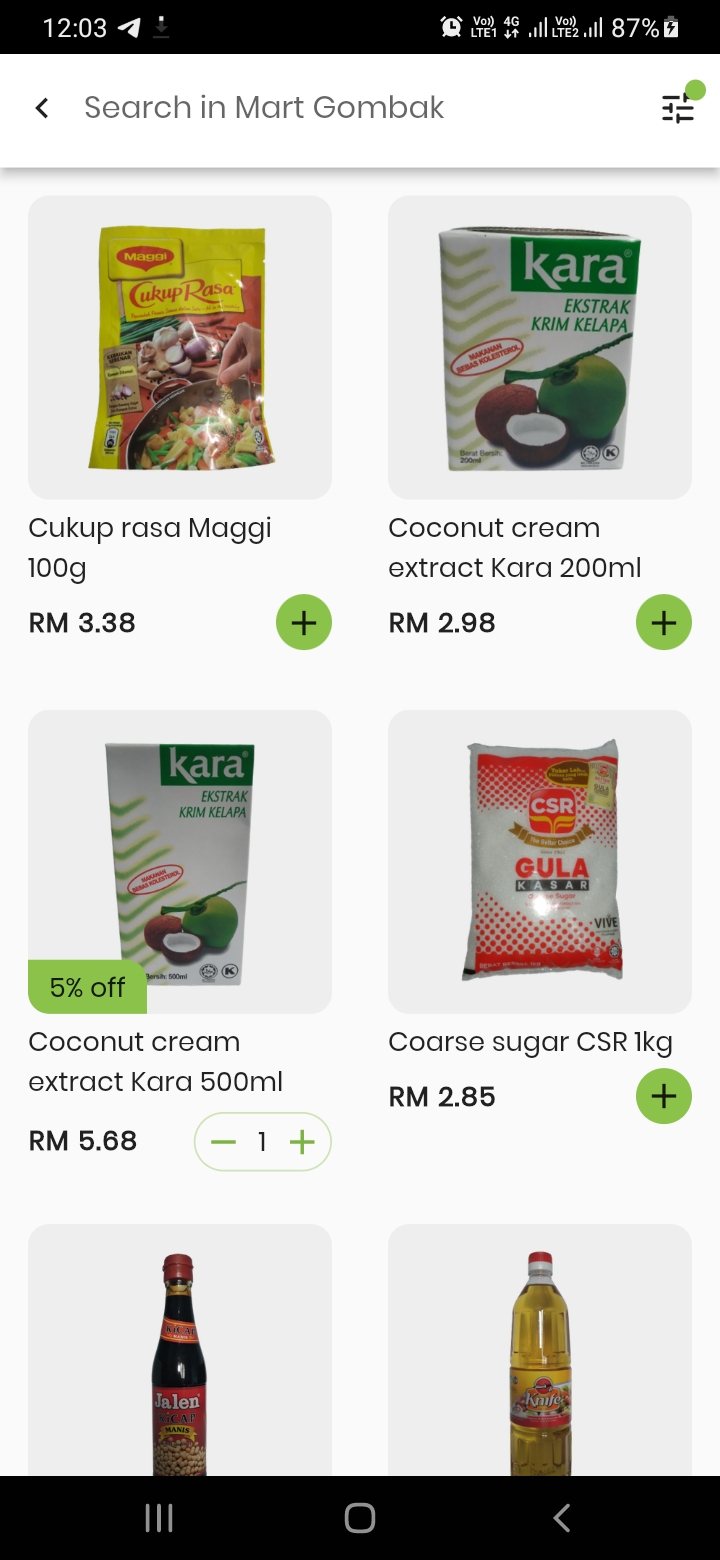 12:03
Vo)) LTE1 4G Vo)) LTE2 87%
Search in Mart Gombak
Maggi
Cukup Rasa
kara
EKSTRAK
KRIM KELAPA
MAKANAN
BEBAS KOLESTEROL
Berat Bersih:
200ml
Cukup rasa Maggi
100g
RM 3.38
Coconut cream
extract Kara 200ml
RM 2.98
kara
EKSTRAK
KRIM KELAPA
MAKANAN
BEBAS KOLESTEROL
Bersih: 500ml
5% off
CSR
GULA
KASAR
VIVE
Coconut cream
extract Kara 500ml
RM 5.68
1
Coarse sugar CSR 1kg
RM 2.85
KiCAP
MANIS
Jalen
KiCAP
MANIS
Knife